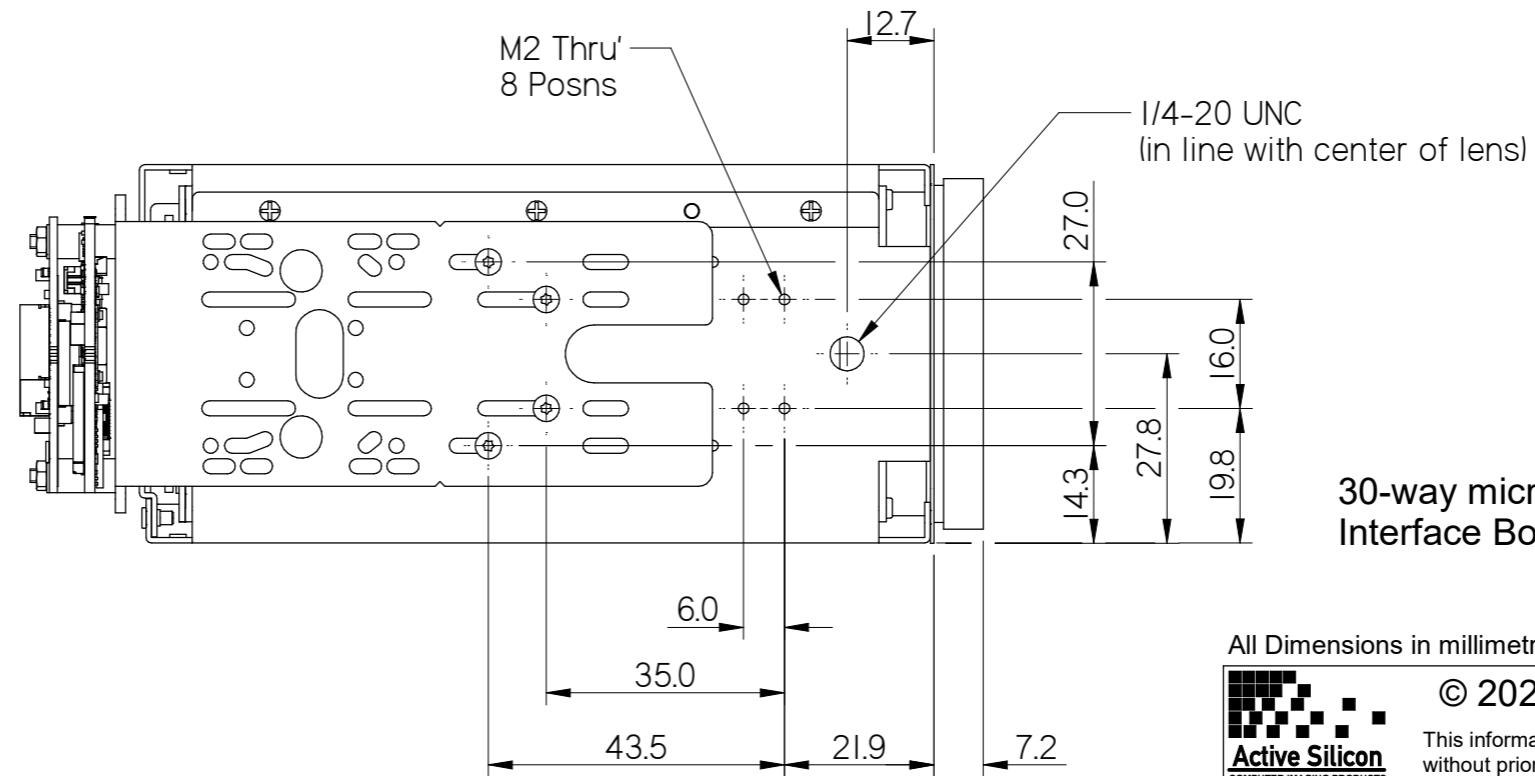 12.7
M2 Thru'
8 Posns
1/4-20 UNC
(in line with center of lens)
27.0
16.0
27.8
14.3
19.8
30-way micr
Interface Bo
6.0
35.0
43.5
21.9
7.2
All Dimensions in millimetr
© 202
Active Silicon
This informa
without prior